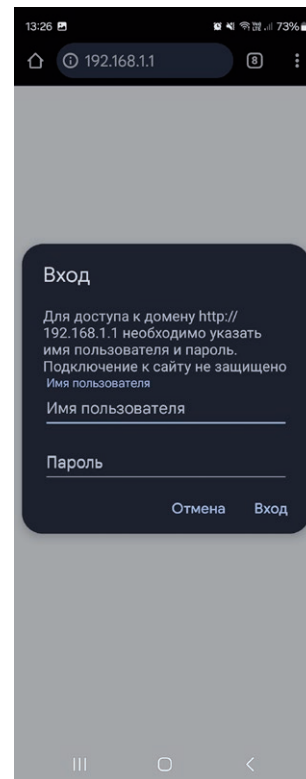 13:26 73%
192.168.1.1 8
Вход
Для доступа к домену http://
192.168.1.1 необходимо указать
имя пользователя и пароль.
Подключение к сайту не защищено
Имя пользователя
Имя пользователя
Пароль
Отмена Вход